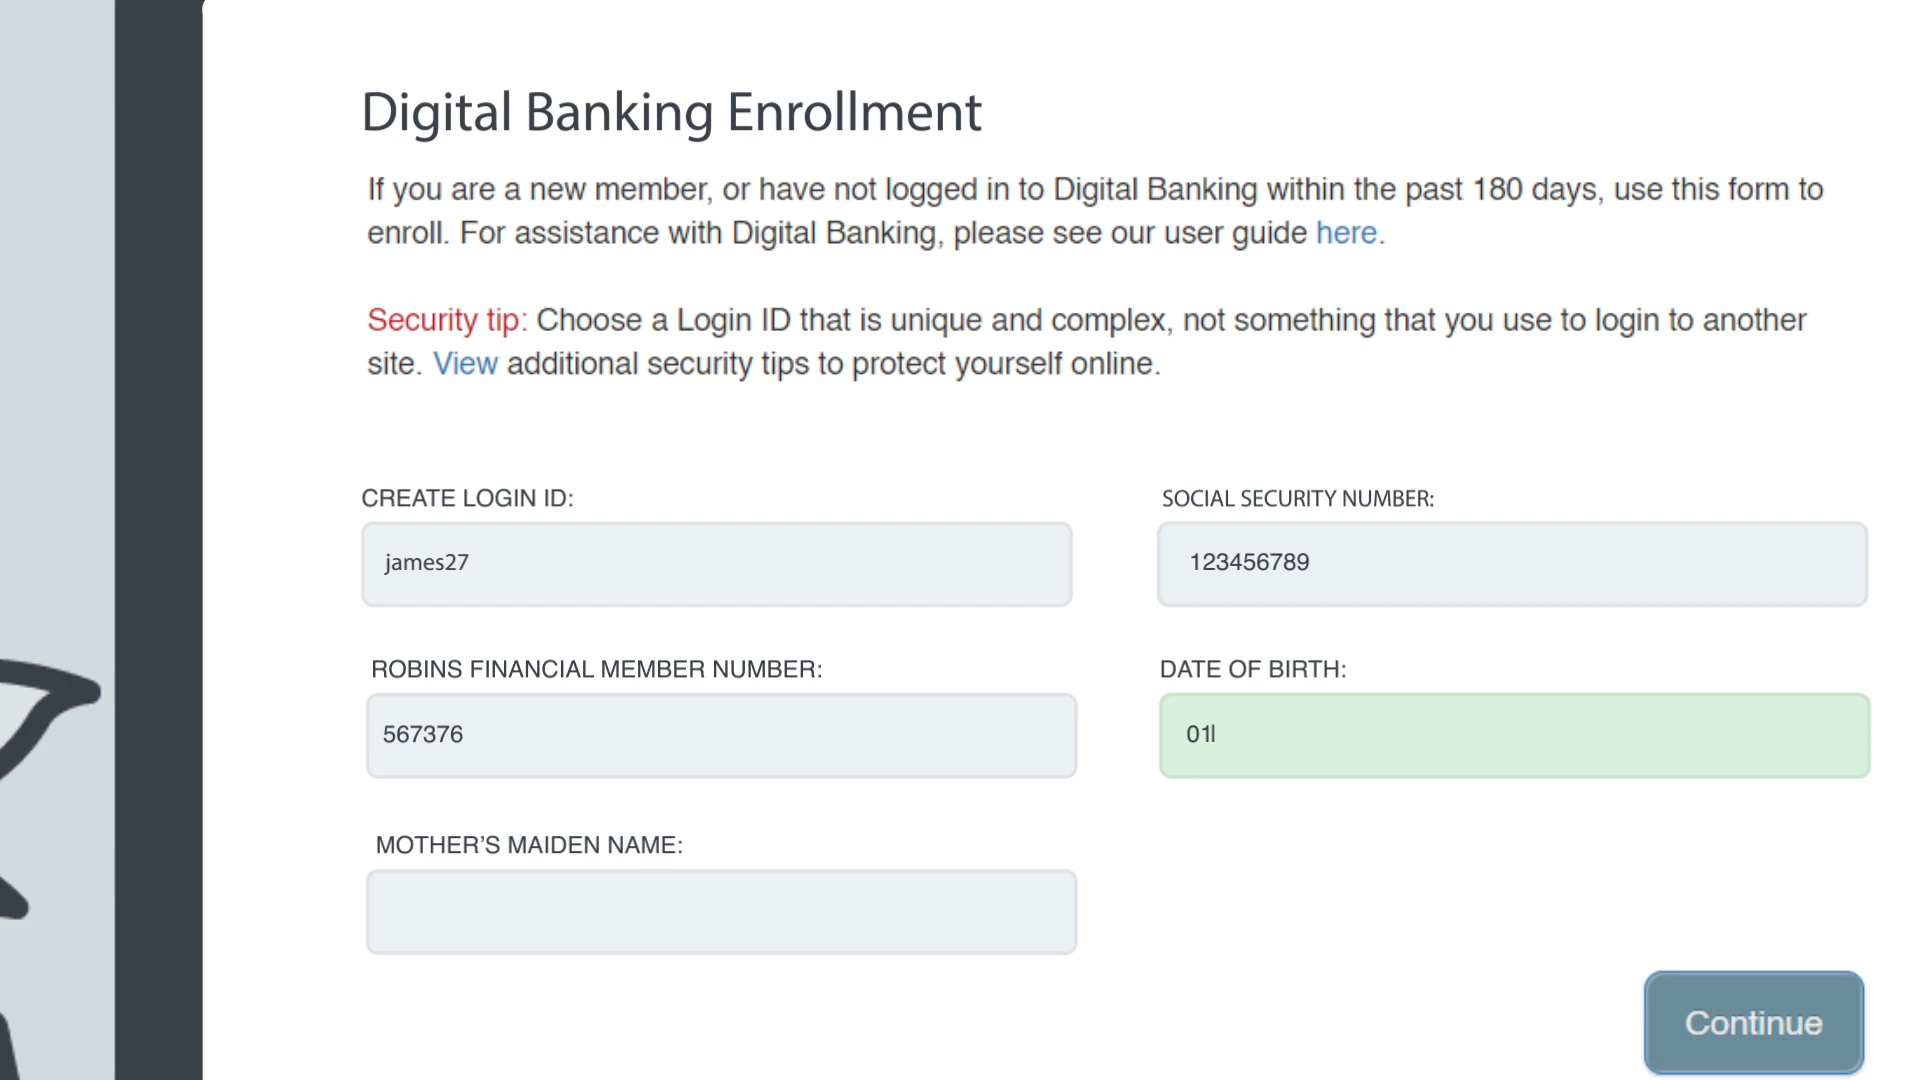 Digital Banking Enrollment
If you are a new member, or have not logged in to Digital Banking within the past 180 days, use this form to
enroll. For assistance with Digital Banking, please see our user guide here.
Security tip: Choose a Login ID that is unique and complex, not something that you use to login to another
site. View additional security tips to protect yourself online.
CREATE LOGIN ID:
james27
SOCIAL SECURITY NUMBER:
123456789
ROBINS FINANCIAL MEMBER NUMBER:
567376
DATE OF BIRTH:
01
MOTHER’S MAIDEN NAME:
Continue